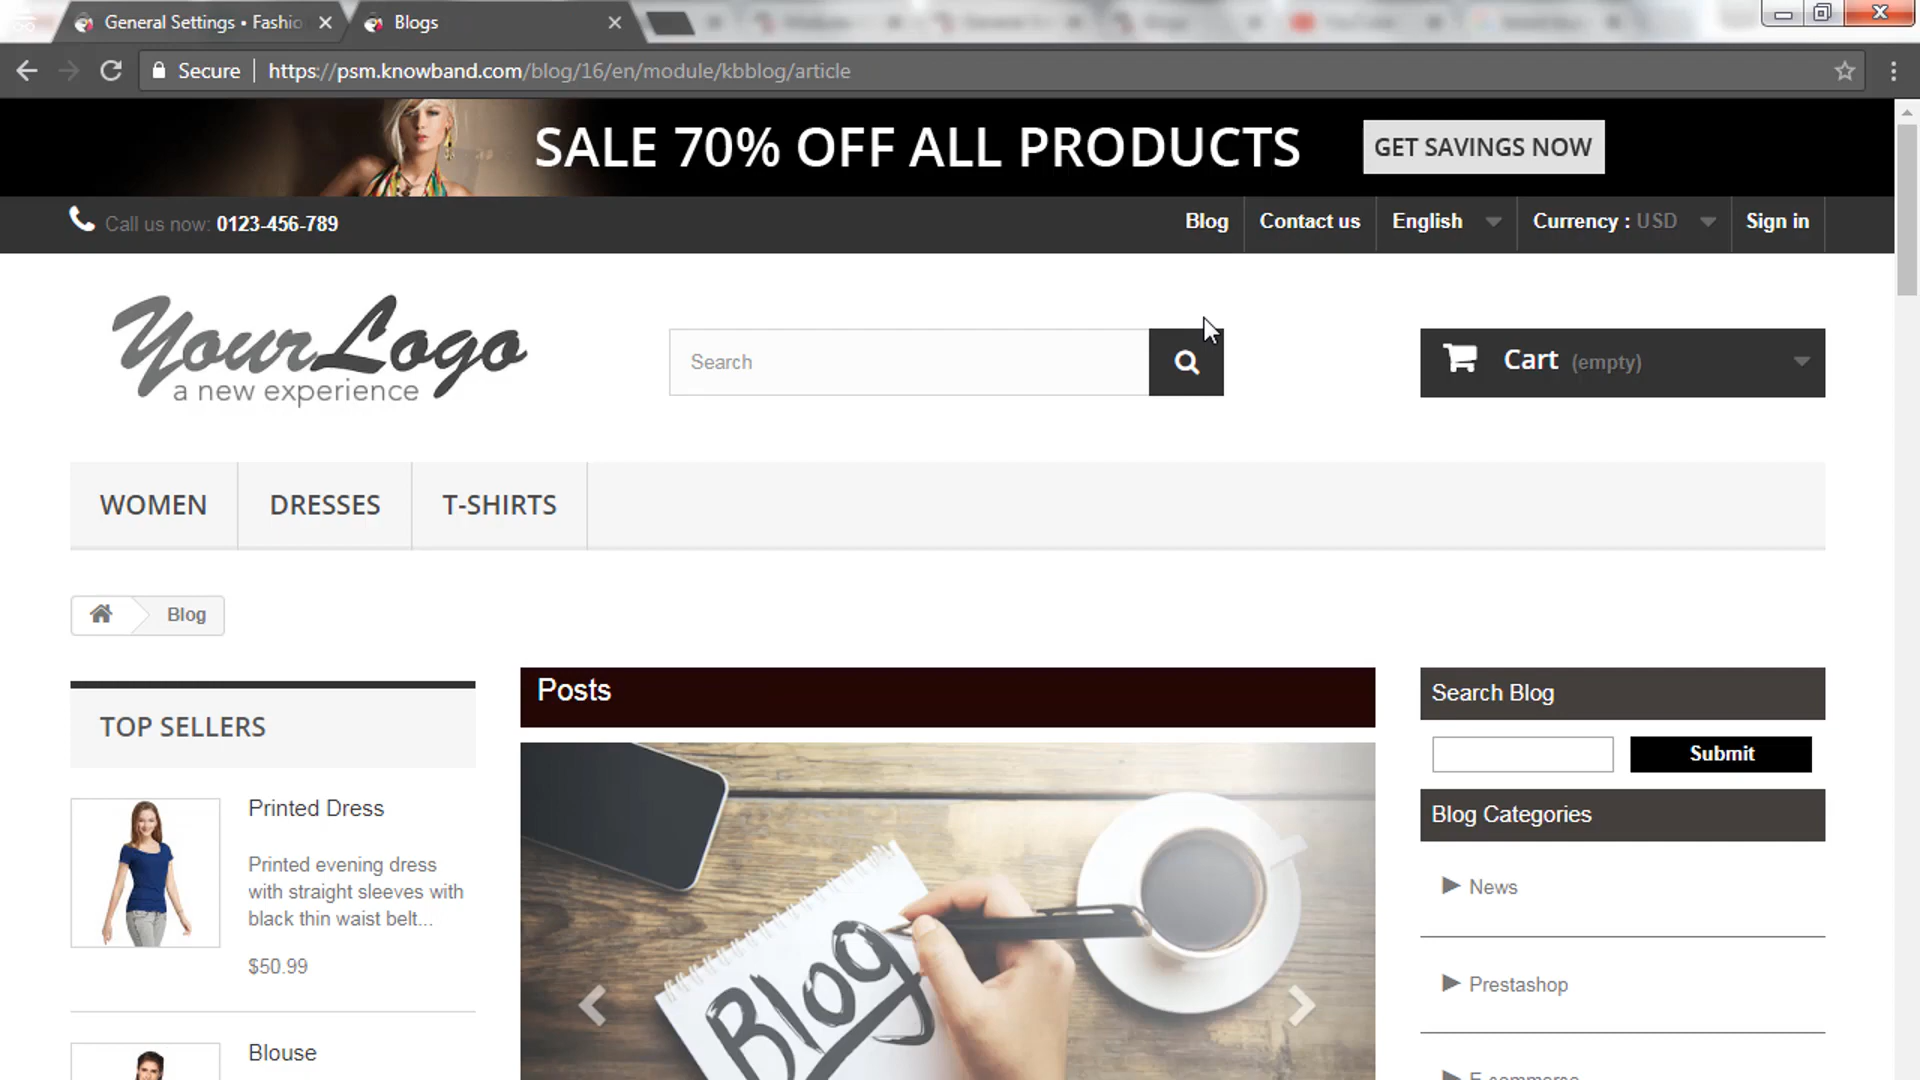 General Settings • Fashio
Blogs
Secure
https://psm.knowband.com/blog/16/en/module/kbblog/article
SALE 70% OFF ALL PRODUCTS
GET SAVINGS NOW
Call us now: 0123-456-789
Blog
Contact us
English
Currency : USD
Sign in
YourLogo
a new experience
Search
Cart (empty)
WOMEN
DRESSES
T-SHIRTS
Blog
TOP SELLERS
Printed Dress
Printed evening dress
with straight sleeves with
black thin waist belt...
$50.99
Blouse
Posts
Blog
Search Blog
Submit
Blog Categories
News
Prestashop
E-commerce